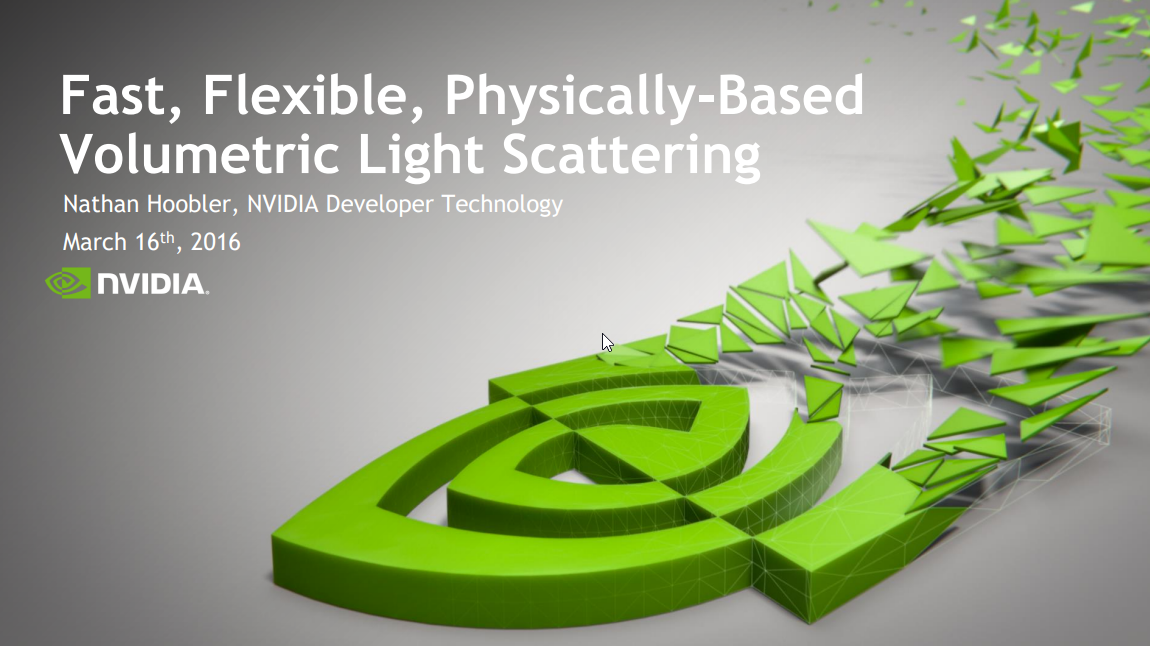 Fast, Flexible, Physically-Based
Volumetric Light Scattering
Nathan Hoobler, NVIDIA Developer Technology
March 16th, 2016
NVIDIA.